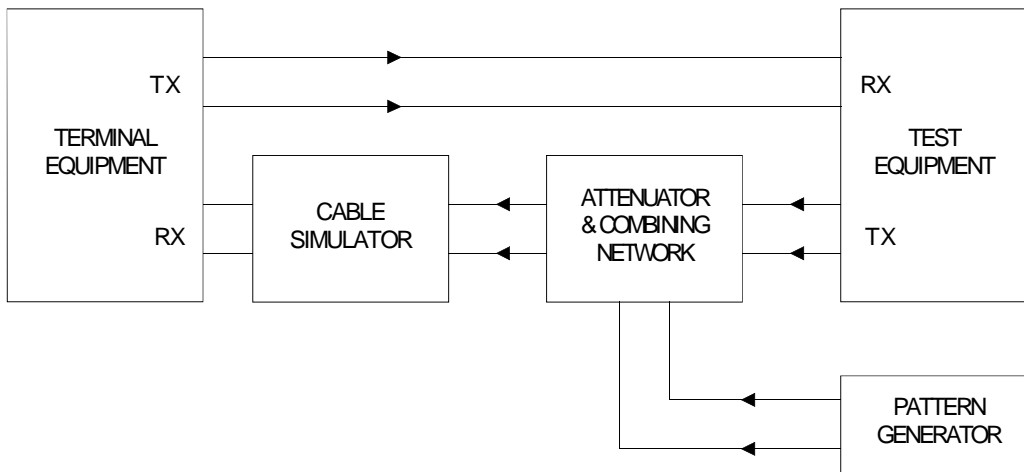 TX
TERMINAL
EQUIPMENT
RX
CABLE
SIMULATOR
ATTENUATOR
& COMBINING
NETWORK
RX
TEST
EQUIPMENT
TX
PATTERN
GENERATOR